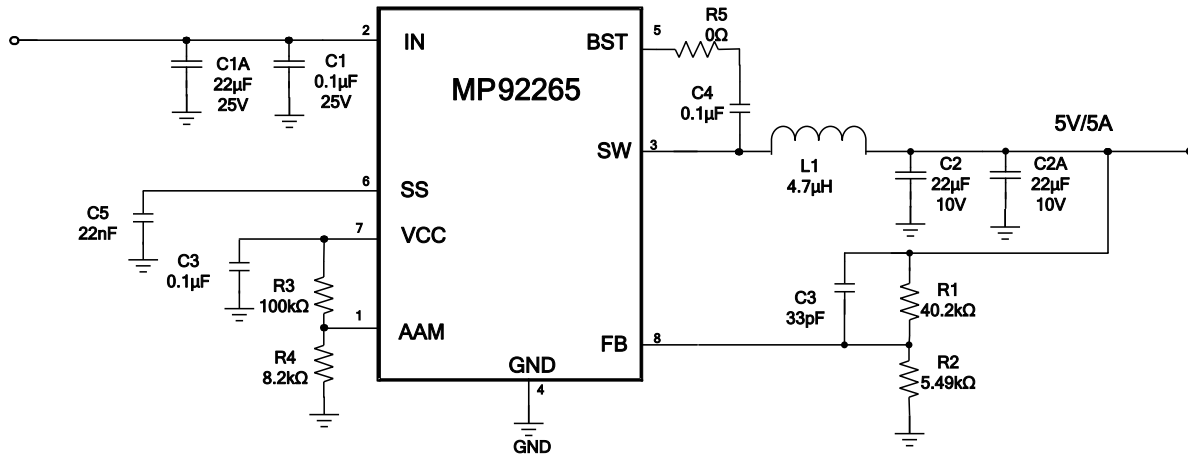 2
IN
C1A
22µF
25V
C1
0.1µF
25V
MP92265
BST
5
R5
0Ω
C4
0.1µF
SW
3
L1
4.7µH
5V/5A
C2
22µF
10V
C2A
22µF
10V
6
SS
C5
22nF
7
VCC
C3
0.1µF
R3
100kΩ
1
AAM
R4
8.2kΩ
C3
33pF
R1
40.2kΩ
FB
8
R2
5.49kΩ
GND
4
GND